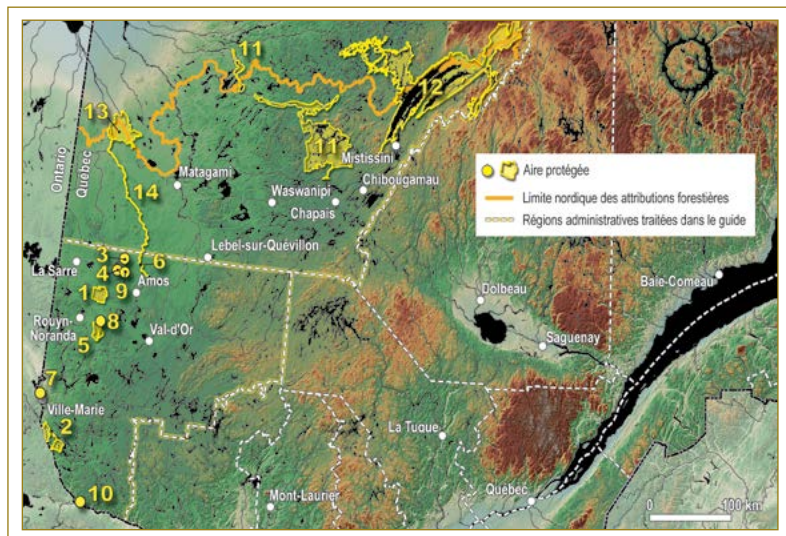 11
13
12
Ontario
Québec
11
Mistissini
Matagami
Chibougamau
Aire protégée
Limite nordique des attributions forestières
Régions administratives traitées dans le guide
14
Waswanipi
Chapais
La Sarre
3
4
6
Lebel-sur-Quévillon
1
9
Amos
Dolbeau
Baie-Comeau
Rouyn-
Noranda
8
5
Val-d'Or
Saguenay
7
Ville-Marie
2
La Tuque
10
Mont-Laurier
Québec
0 100 km